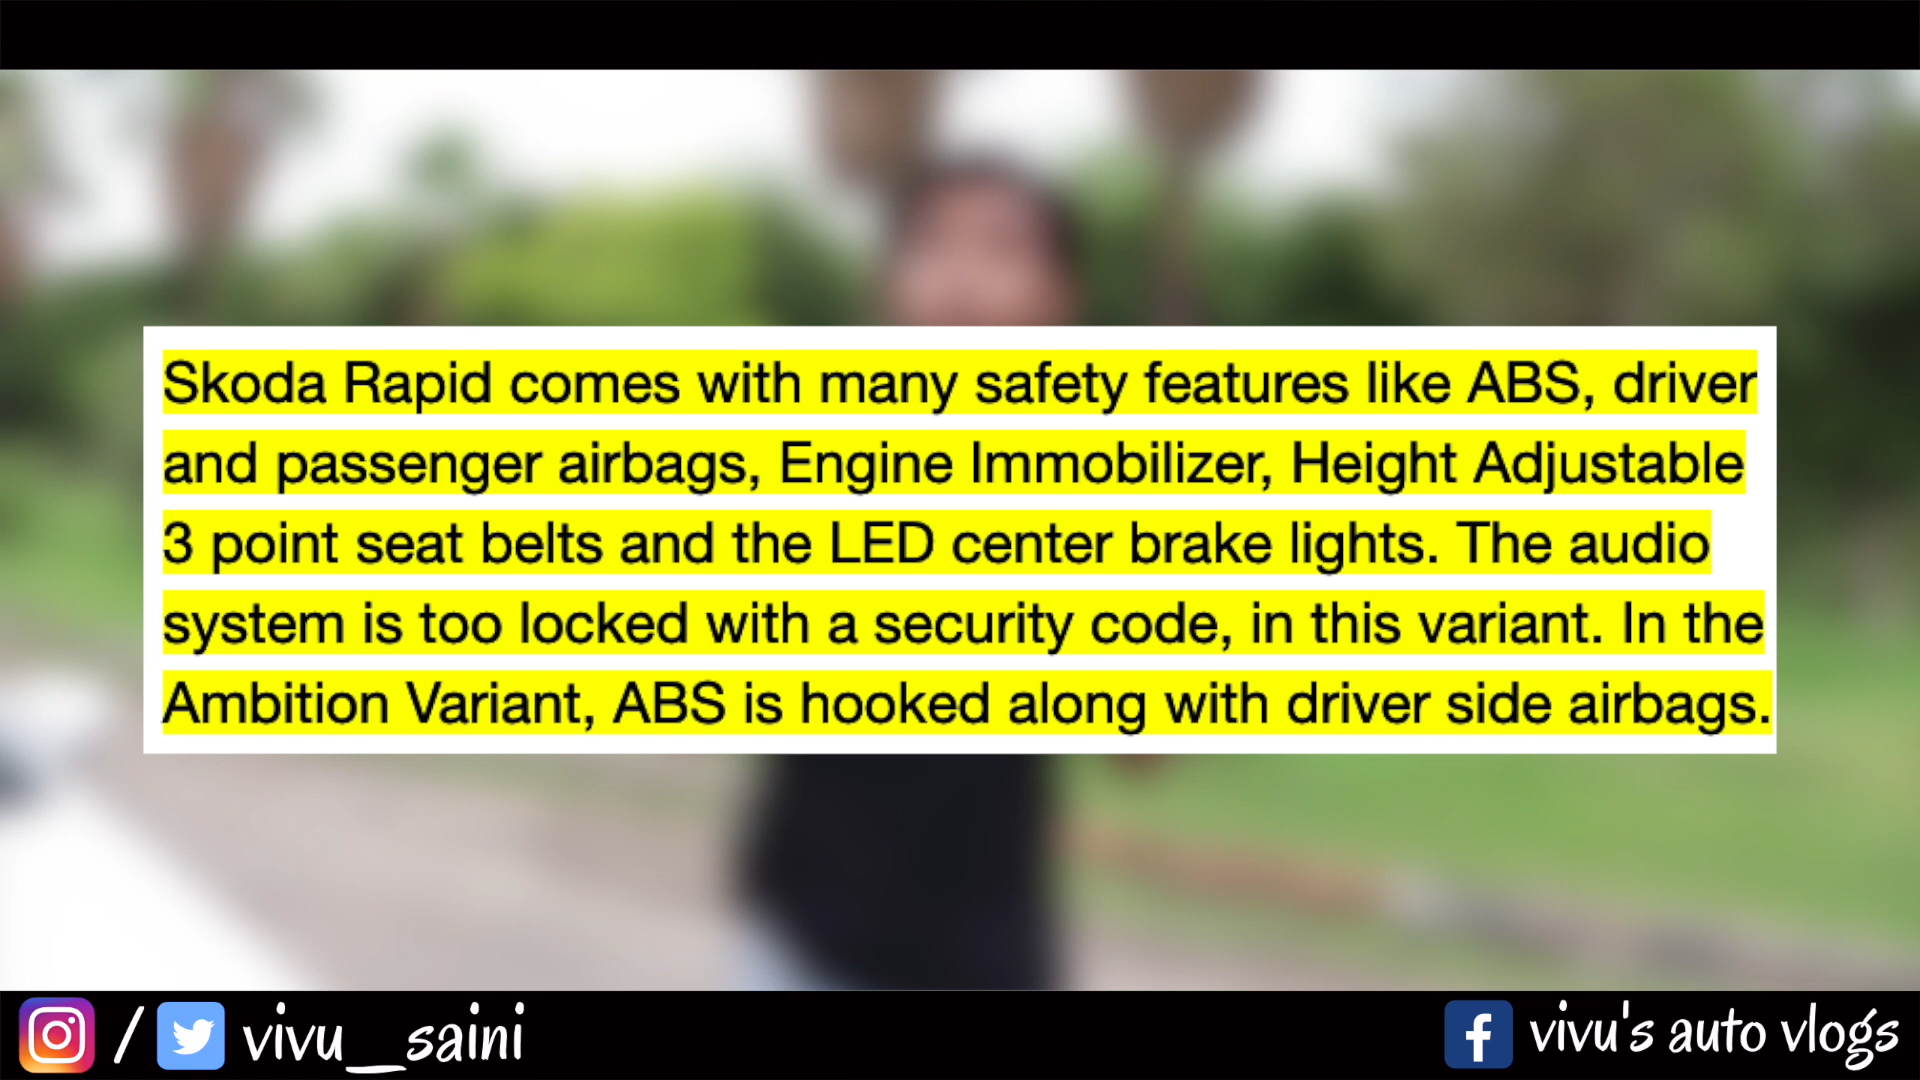 Skoda Rapid comes with many safety features like ABS, driver
and passenger airbags, Engine Immobilizer, Height Adjustable
3 point seat belts and the LED center brake lights. The audio
system is too locked with a security code, in this variant. In the
Ambition Variant, ABS is hooked along with driver side airbags.
/ vivu__saini
vivu's auto vlogs